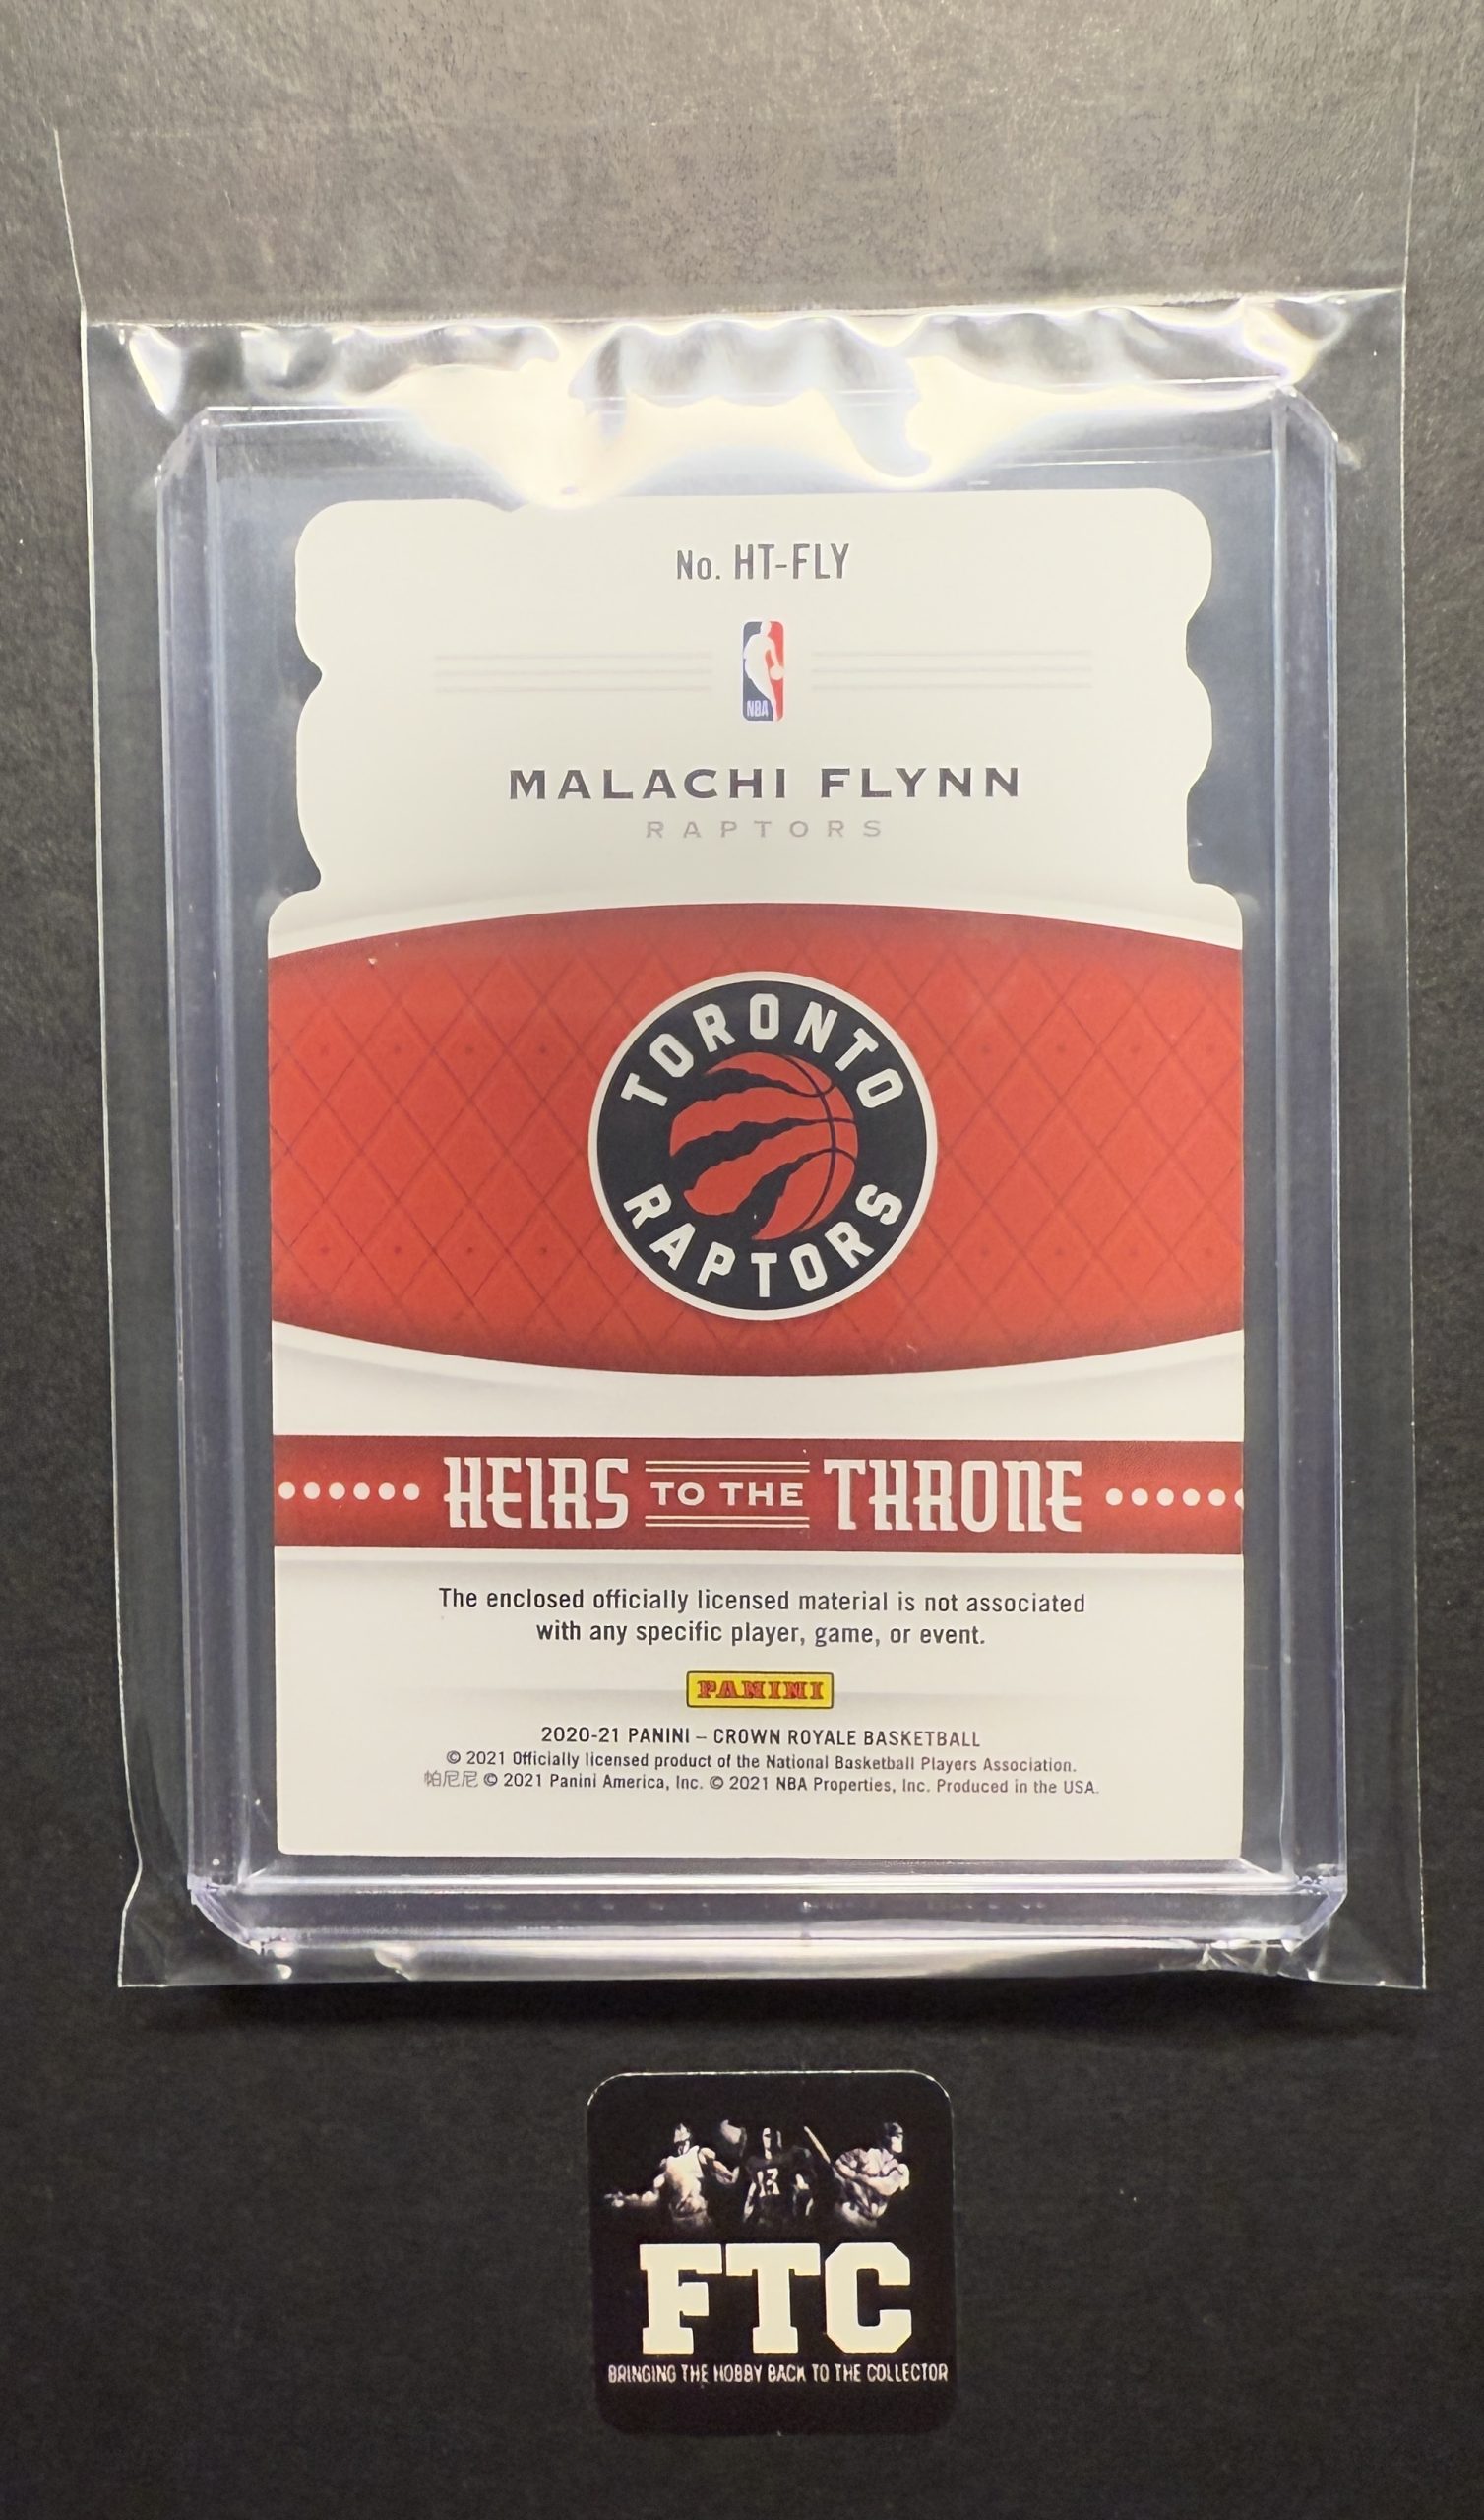 No. HT-FLY
NBA
MALACHI FLYNN
RAPTORS
TORONTO
RAPTORS
HEIRS TO THE THRONE
The enclosed officially licensed material is not associated
with any specific player, game, or event.
PANINI
2020-21 PANINI – CROWN ROYALE BASKETBALL
© 2021 Officially licensed product of the National Basketball Players Association.
帕尼尼 © 2021 Panini America, Inc. © 2021 NBA Properties, Inc. Produced in the USA.
13
FTC
BRINGING THE HOBBY BACK TO THE COLLECTOR